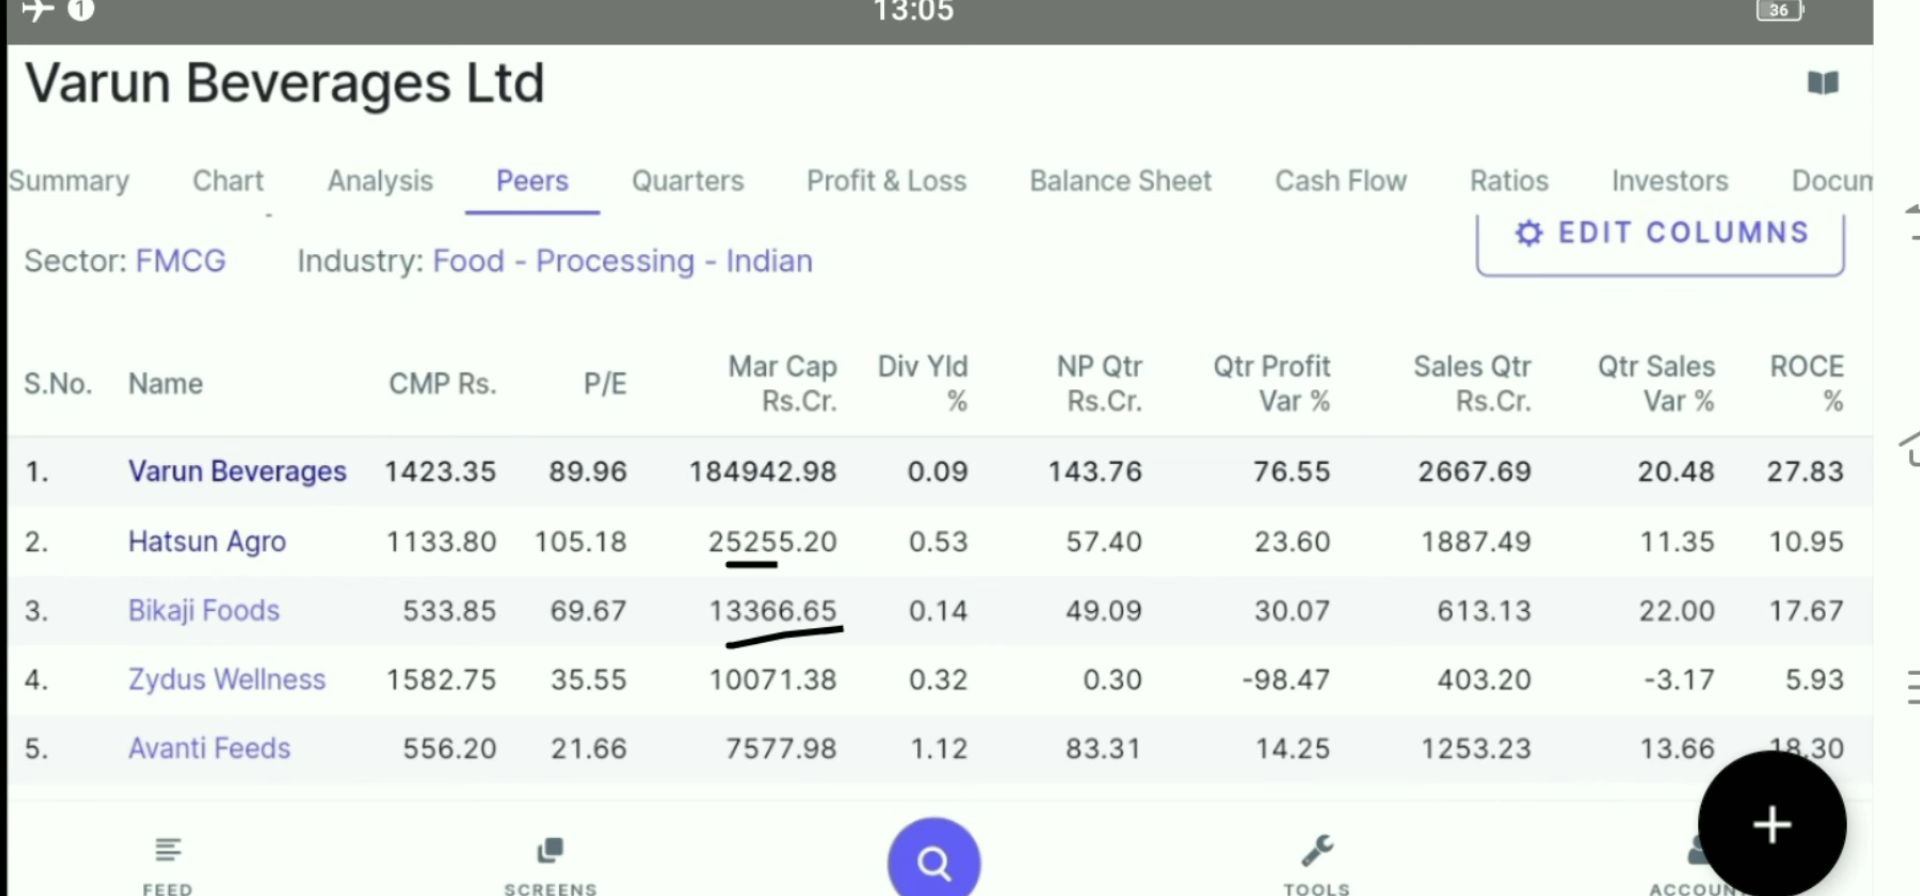 1 13:05 36
Varun Beverages Ltd
Summary Chart Analysis Peers Quarters Profit & Loss Balance Sheet Cash Flow Ratios Investors Docum
EDIT COLUMNS
Sector: FMCG Industry: Food - Processing - Indian
S.No. Name CMP Rs. P/E Mar Cap Rs.Cr. Div Yld % NP Qtr Rs.Cr. Qtr Profit Var % Sales Qtr Rs.Cr. Qtr Sales Var % ROCE %
1. Varun Beverages 1423.35 89.96 184942.98 0.09 143.76 76.55 2667.69 20.48 27.83
2. Hatsun Agro 1133.80 105.18 25255.20 0.53 57.40 23.60 1887.49 11.35 10.95
3. Bikaji Foods 533.85 69.67 13366.65 0.14 49.09 30.07 613.13 22.00 17.67
4. Zydus Wellness 1582.75 35.55 10071.38 0.32 0.30 -98.47 403.20 -3.17 5.93
5. Avanti Feeds 556.20 21.66 7577.98 1.12 83.31 14.25 1253.23 13.66 18.30
FEED SCREENS TOOLS ACCOUN